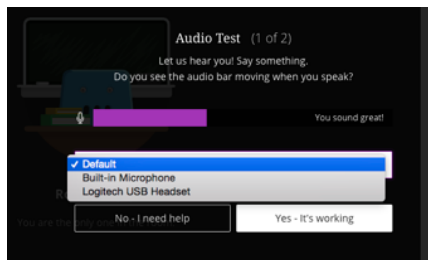 Audio Test (1 of 2)
Let us hear you! Say something.
Do you see the audio bar moving when you speak?
You sound great!
✓ Default
Built-in Microphone
Logitech USB Headset
No - I need help
Yes - It's working
You are the only one